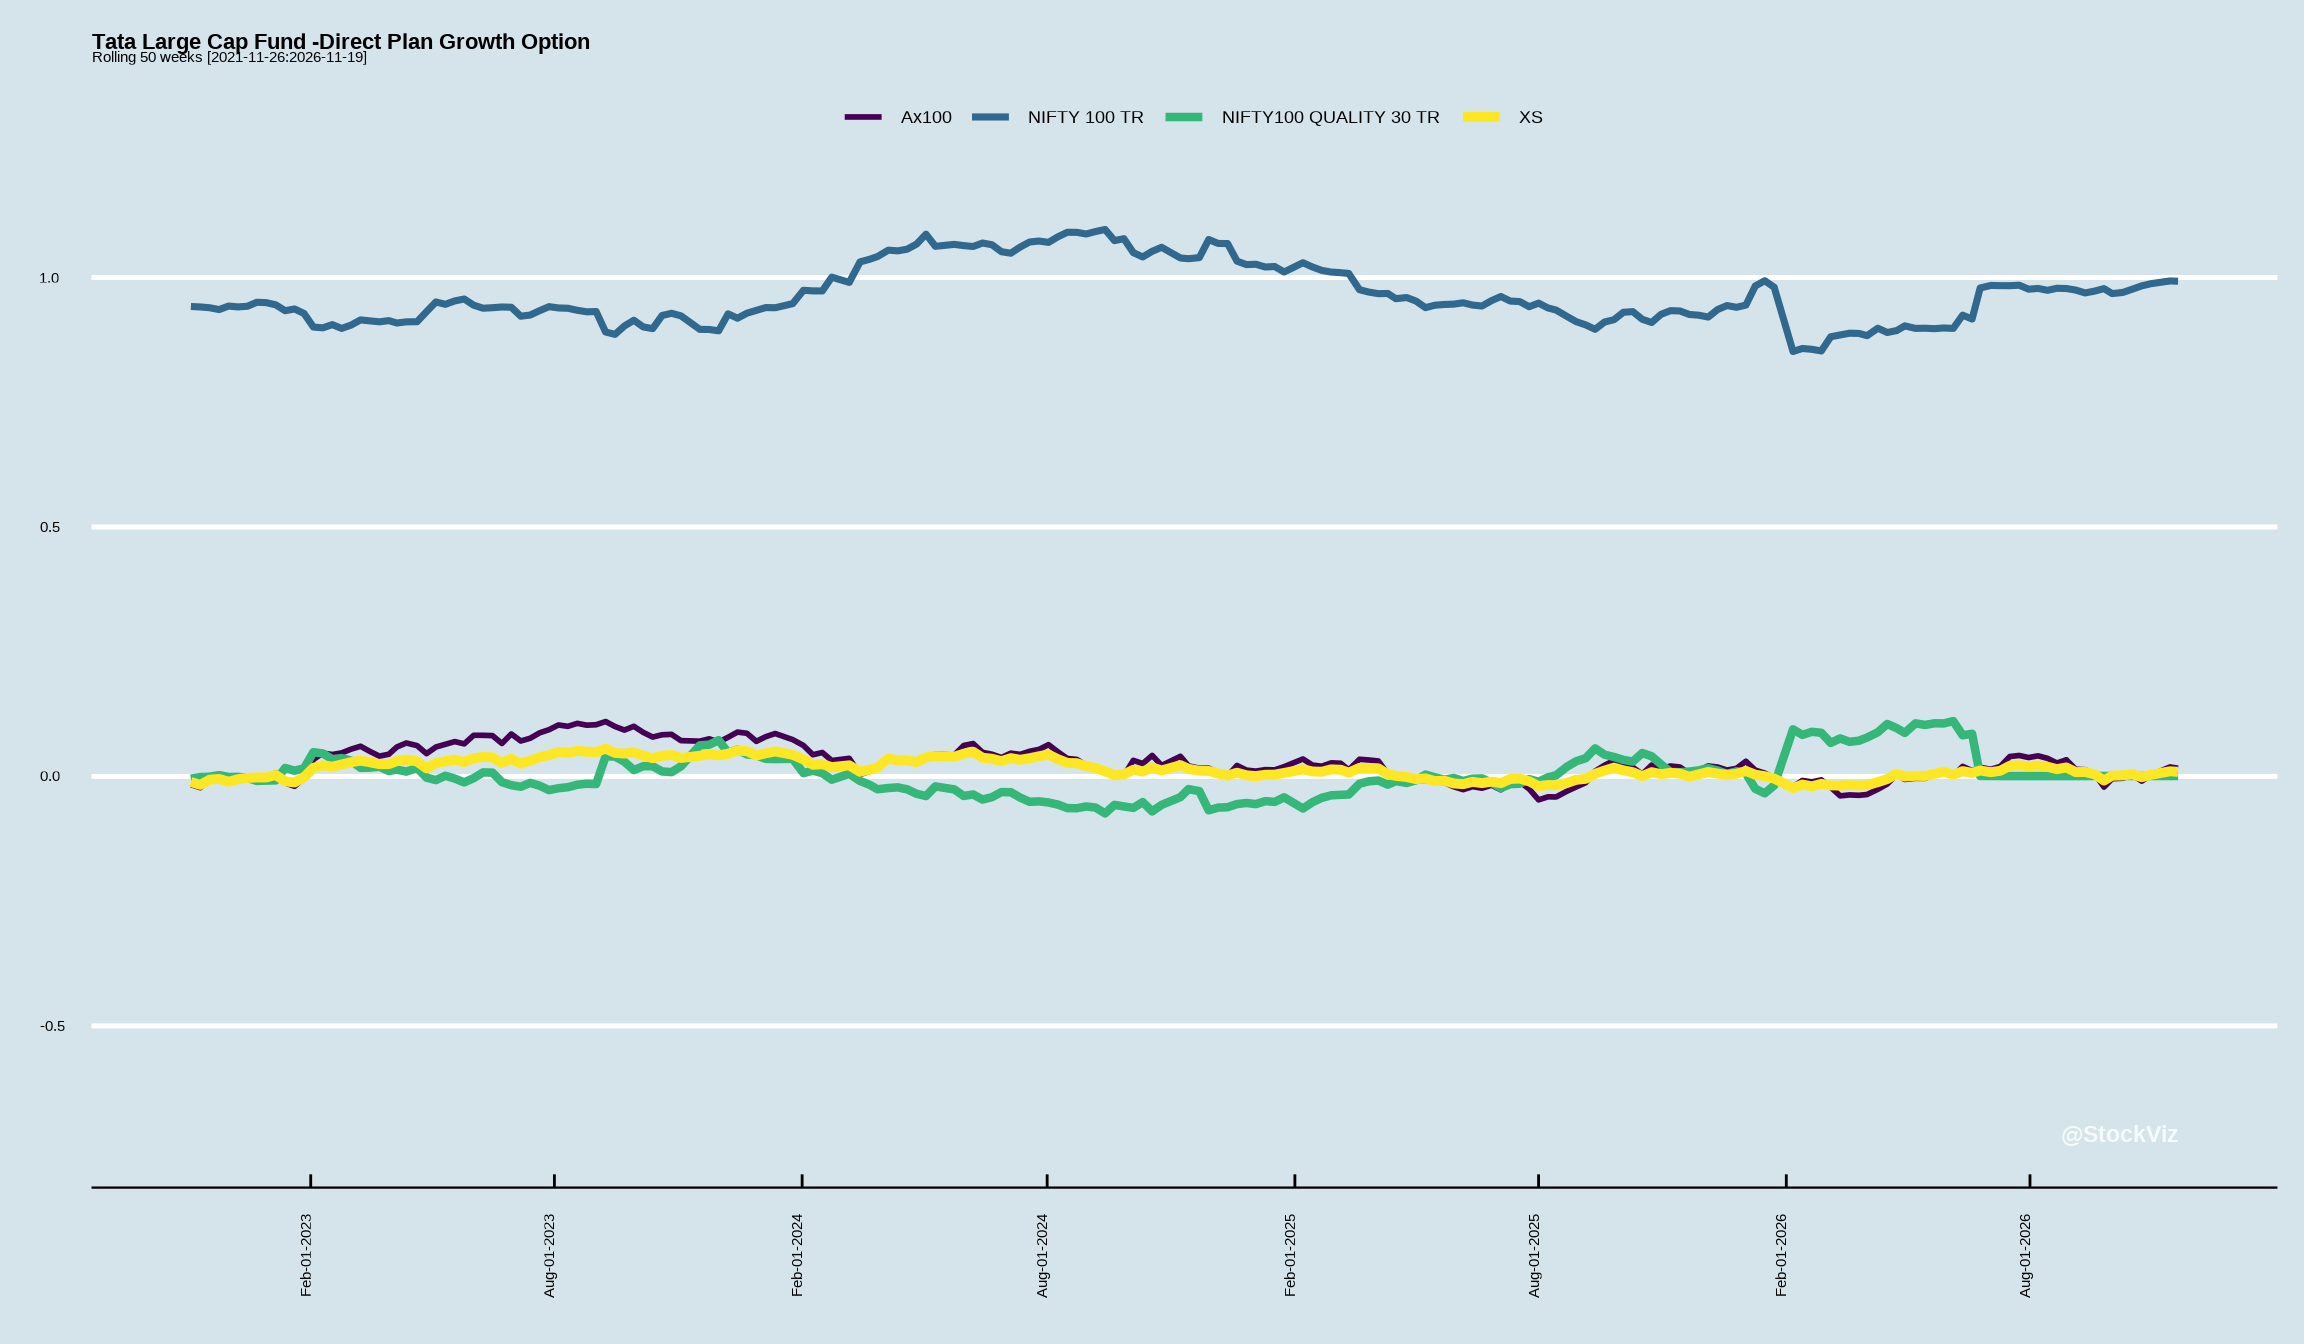 Tata Large Cap Fund -Direct Plan Growth Option
Rolling 50 weeks [2021-11-26:2026-11-19]
Ax100 NIFTY 100 TR NIFTY100 QUALITY 30 TR XS
1.0
0.5
0.0
-0.5
@StockViz
Feb-01-2023 Aug-01-2023 Feb-01-2024 Aug-01-2024 Feb-01-2025 Aug-01-2025 Feb-01-2026 Aug-01-2026